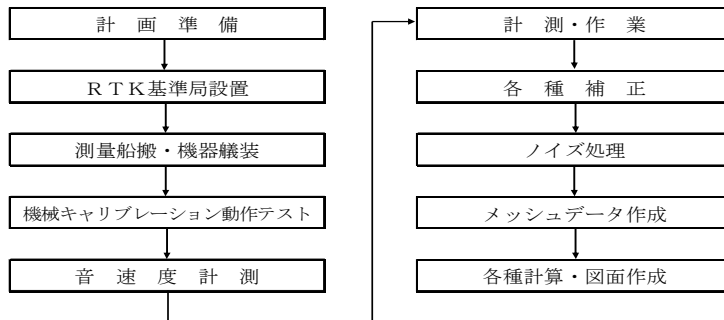 計画準備
RTK基準局設置
測量船搬・機器艤装
機械キャリブレーション動作テスト
音速度計測
計測・作業
各種補正
ノイズ処理
メッシュデータ作成
各種計算・図面作成